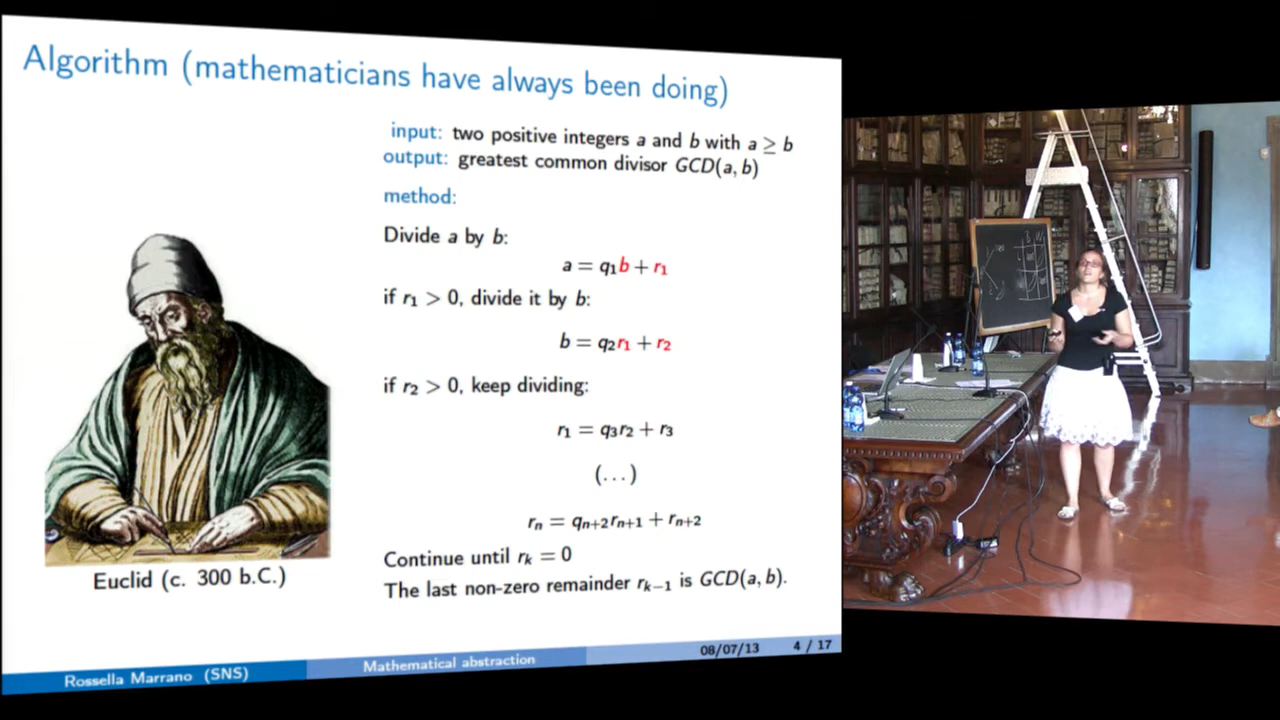 Algorithm (mathematicians have always been doing)
input: two positive integers a and b with a ≥ b
output: greatest common divisor GCD(a, b)
method:
Divide a by b:
a = q₁b + r₁
if r₁ > 0, divide it by b:
b = q₂r₁ + r₂
if r₂ > 0, keep dividing:
r₁ = q₃r₂ + r₃
(...)
rₙ = qₙ₊₂rₙ₊₁ + rₙ₊₂
Continue until rₖ = 0
The last non-zero remainder rₖ₋₁ is GCD(a, b).
Euclid (c. 300 b.C.)
Rossella Marrano (SNS)
Mathematical abstraction
08/07/13
4 / 17